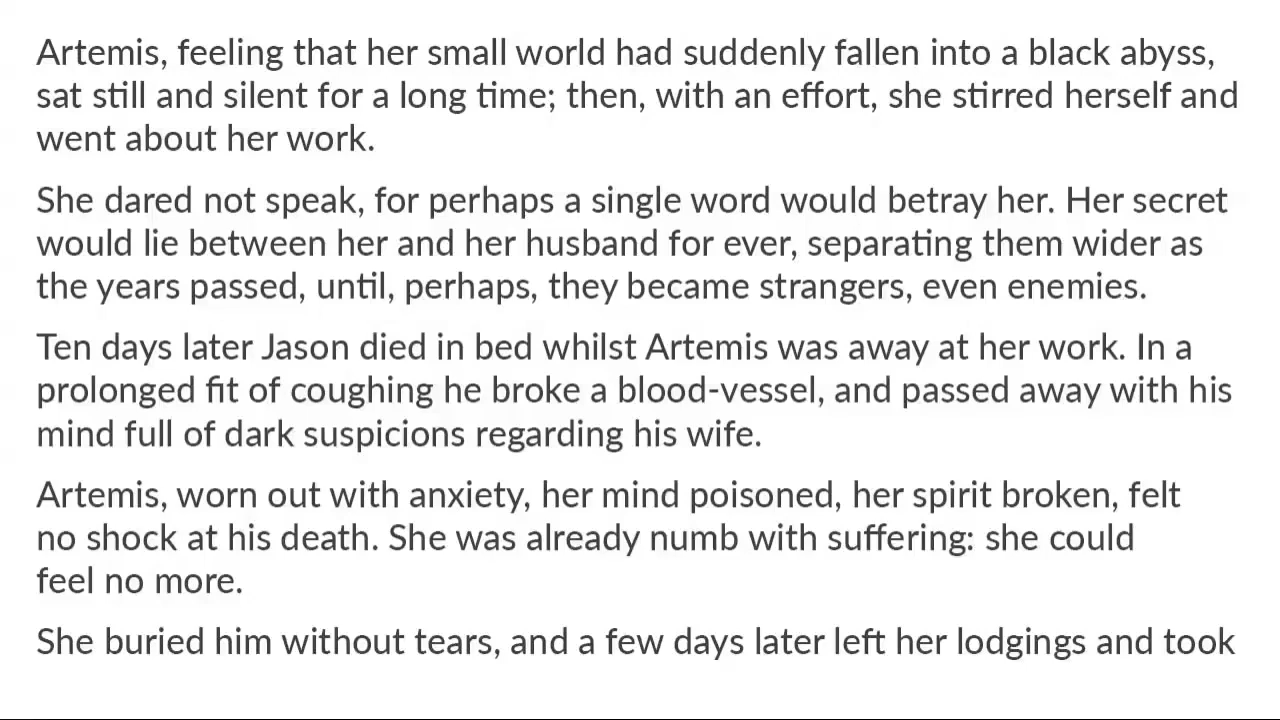 Artemis, feeling that her small world had suddenly fallen into a black abyss,
sat still and silent for a long time; then, with an effort, she stirred herself and
went about her work.
She dared not speak, for perhaps a single word would betray her. Her secret
would lie between her and her husband for ever, separating them wider as
the years passed, until, perhaps, they became strangers, even enemies.
Ten days later Jason died in bed whilst Artemis was away at her work. In a
prolonged fit of coughing he broke a blood-vessel, and passed away with his
mind full of dark suspicions regarding his wife.
Artemis, worn out with anxiety, her mind poisoned, her spirit broken, felt
no shock at his death. She was already numb with suffering: she could
feel no more.
She buried him without tears, and a few days later left her lodgings and took